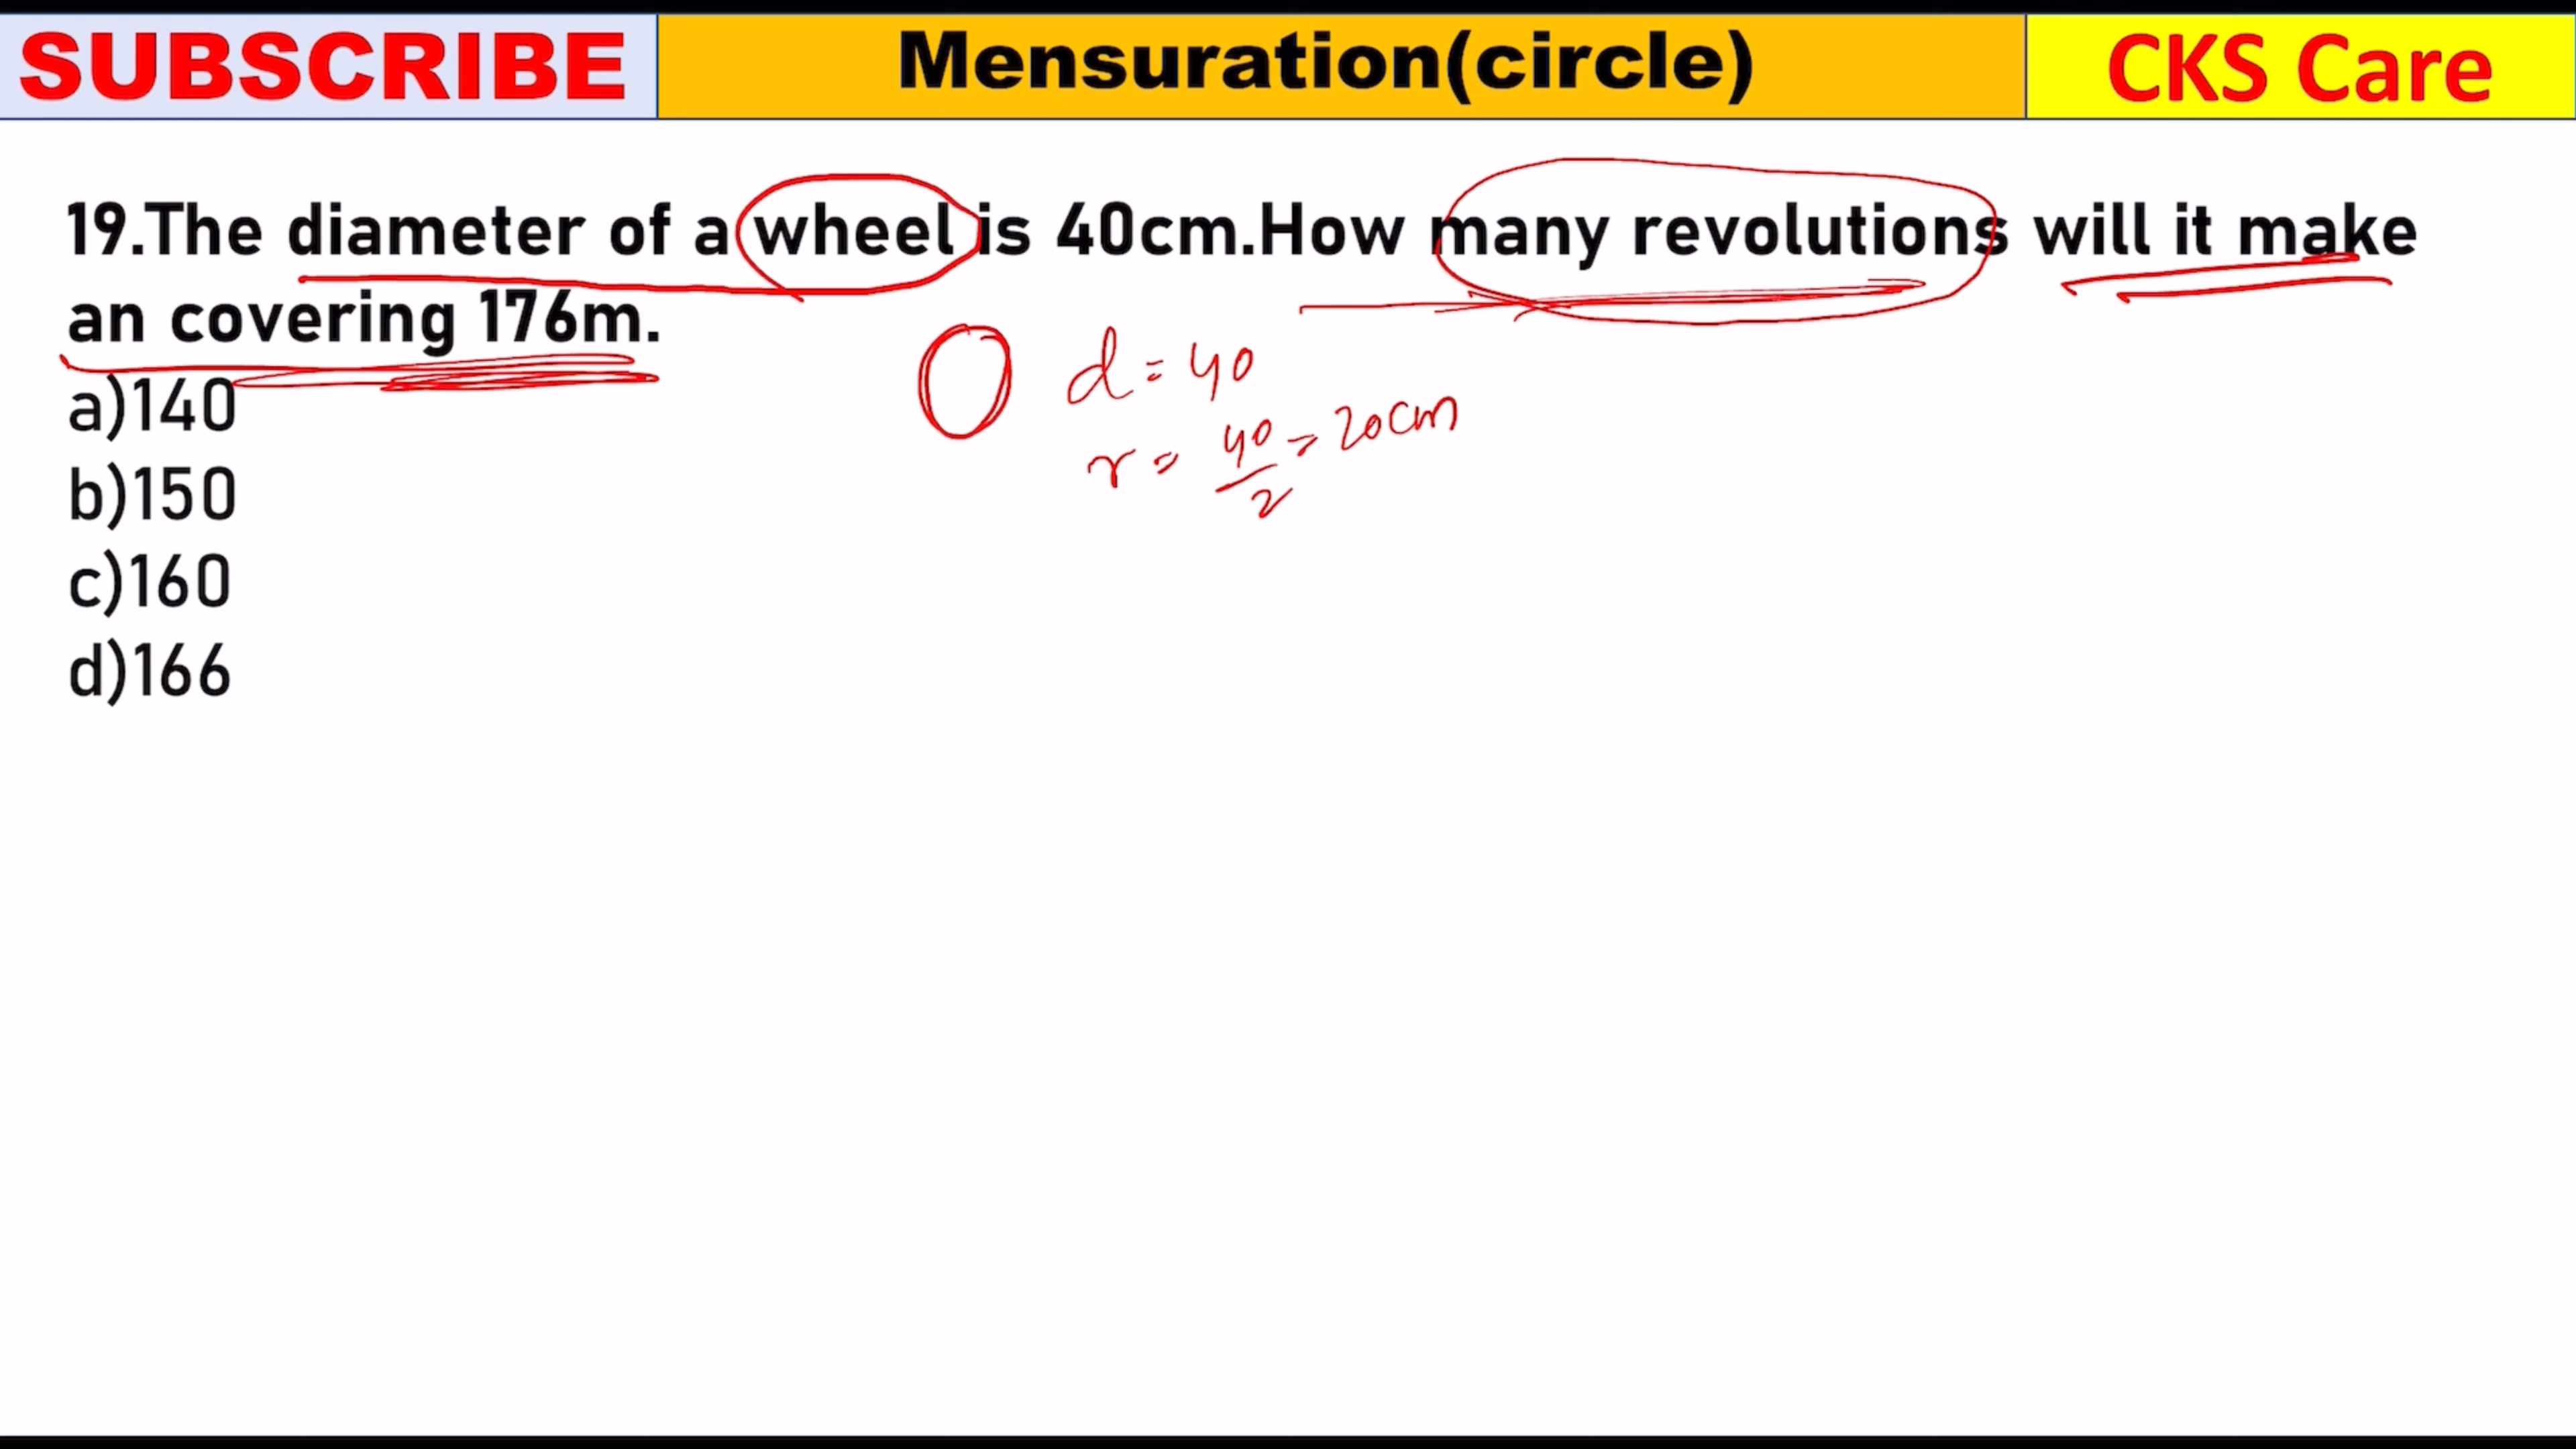 SUBSCRIBE
Mensuration(circle)
CKS Care
19.The diameter of a wheel is 40cm.How many revolutions will it make
an covering 176m.
a)140
b)150
c)160
d)166
d = 40
r = 40/2 = 20cm